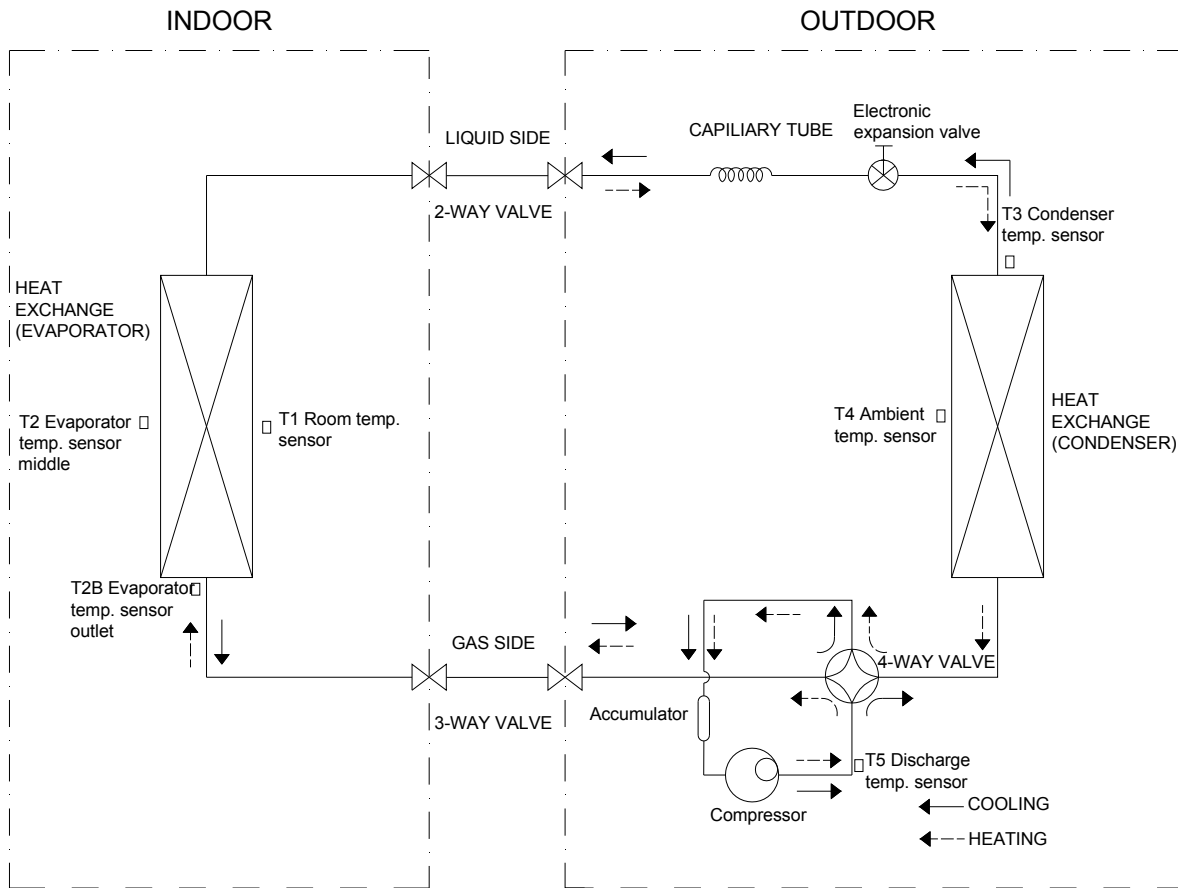 INDOOR
OUTDOOR
LIQUID SIDE
2-WAY VALVE
CAPILIARY TUBE
Electronic
expansion valve
T3 Condenser
temp. sensor
HEAT
EXCHANGE
(EVAPORATOR)
T2 Evaporator
temp. sensor
middle
T1 Room temp.
sensor
T4 Ambient
temp. sensor
HEAT
EXCHANGE
(CONDENSER)
T2B Evaporator
temp. sensor
outlet
GAS SIDE
3-WAY VALVE
4-WAY VALVE
Accumulator
Compressor
T5 Discharge
temp. sensor
COOLING
HEATING